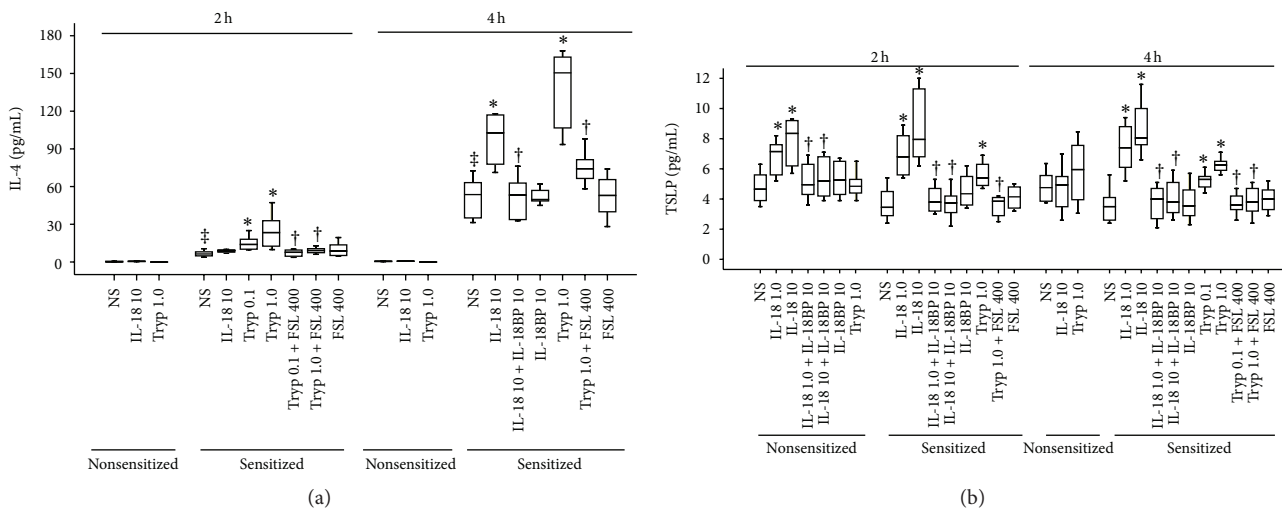 2 h
4 h
IL-4 (pg/mL)
180
150
120
90
60
30
0
‡
*
*
†
†
‡
*
†
*
†
NS
IL-18 10
Tryp 1.0
NS
IL-18 10
Tryp 0.1
Tryp 1.0
Tryp 0.1 + FSL 400
Tryp 1.0 + FSL 400
FSL 400
NS
IL-18 10
Tryp 1.0
NS
IL-18 10
IL-18 10 + IL-18BP 10
IL-18BP 10
Tryp 1.0
Tryp 1.0 + FSL 400
FSL 400
Nonsensitized
Sensitized
Nonsensitized
Sensitized
(a)
2 h
4 h
TSLP (pg/mL)
12
10
8
6
4
2
0
*
*
†
†
*
*
†
†
*
†
*
*
†
†
*
*
†
†
NS
IL-18 1.0
IL-18 10
IL-18 1.0 + IL-18BP 10
IL-18 10 + IL-18BP 10
IL-18BP 10
Tryp 1.0
NS
IL-18 1.0
IL-18 10
IL-18 1.0 + IL-18BP 10
IL-18 10 + IL-18BP 10
IL-18BP 10
Tryp 1.0
Tryp 1.0 + FSL 400
FSL 400
NS
IL-18 10
Tryp 1.0
NS
IL-18 1.0
IL-18 10
IL-18 1.0 + IL-18BP 10
IL-18 10 + IL-18BP 10
IL-18BP 10
Tryp 0.1
Tryp 1.0
Tryp 0.1 + FSL 400
Tryp 1.0 + FSL 400
FSL 400
Nonsensitized
Sensitized
Nonsensitized
Sensitized
(b)